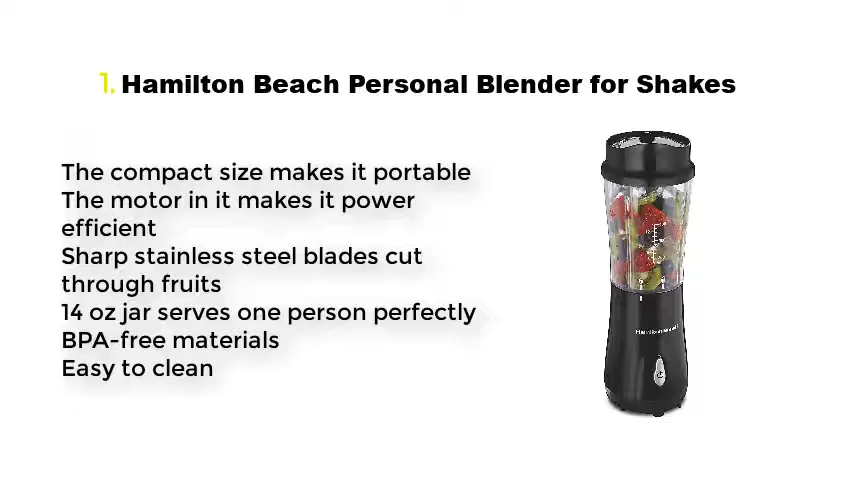 1. Hamilton Beach Personal Blender for Shakes
The compact size makes it portable
The motor in it makes it power
efficient
Sharp stainless steel blades cut
through fruits
14 oz jar serves one person perfectly
BPA-free materials
Easy to clean